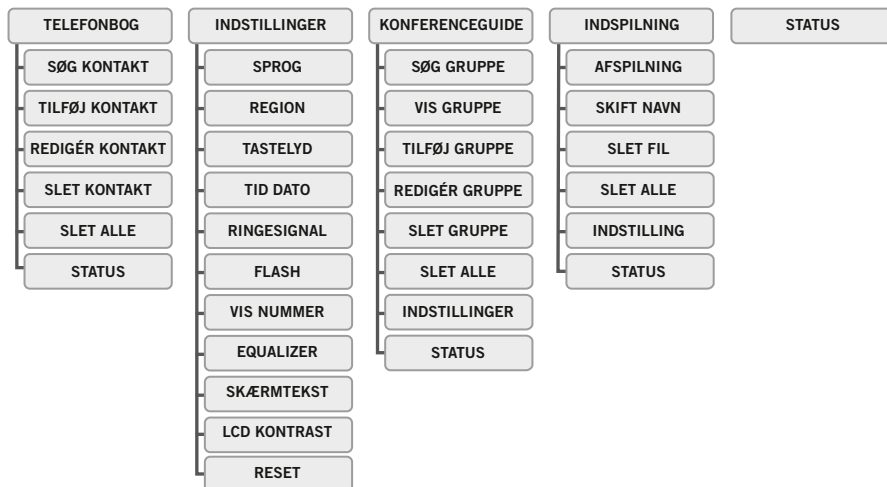 TELEFONBOG
SØG KONTAKT
TILFØJ KONTAKT
REDIGÉR KONTAKT
SLET KONTAKT
SLET ALLE
STATUS
INDSTILLINGER
SPROG
REGION
TASTELYD
TID DATO
RINGESIGNAL
FLASH
VIS NUMMER
EQUALIZER
SKÆRMTEKST
LCD KONTRAST
RESET
KONFERENCEGUIDE
SØG GRUPPE
VIS GRUPPE
TILFØJ GRUPPE
REDIGÉR GRUPPE
SLET GRUPPE
SLET ALLE
INDSTILLINGER
STATUS
INDSPILNING
AFSPILNING
SKIFT NAVN
SLET FIL
SLET ALLE
INDSTILLING
STATUS
STATUS